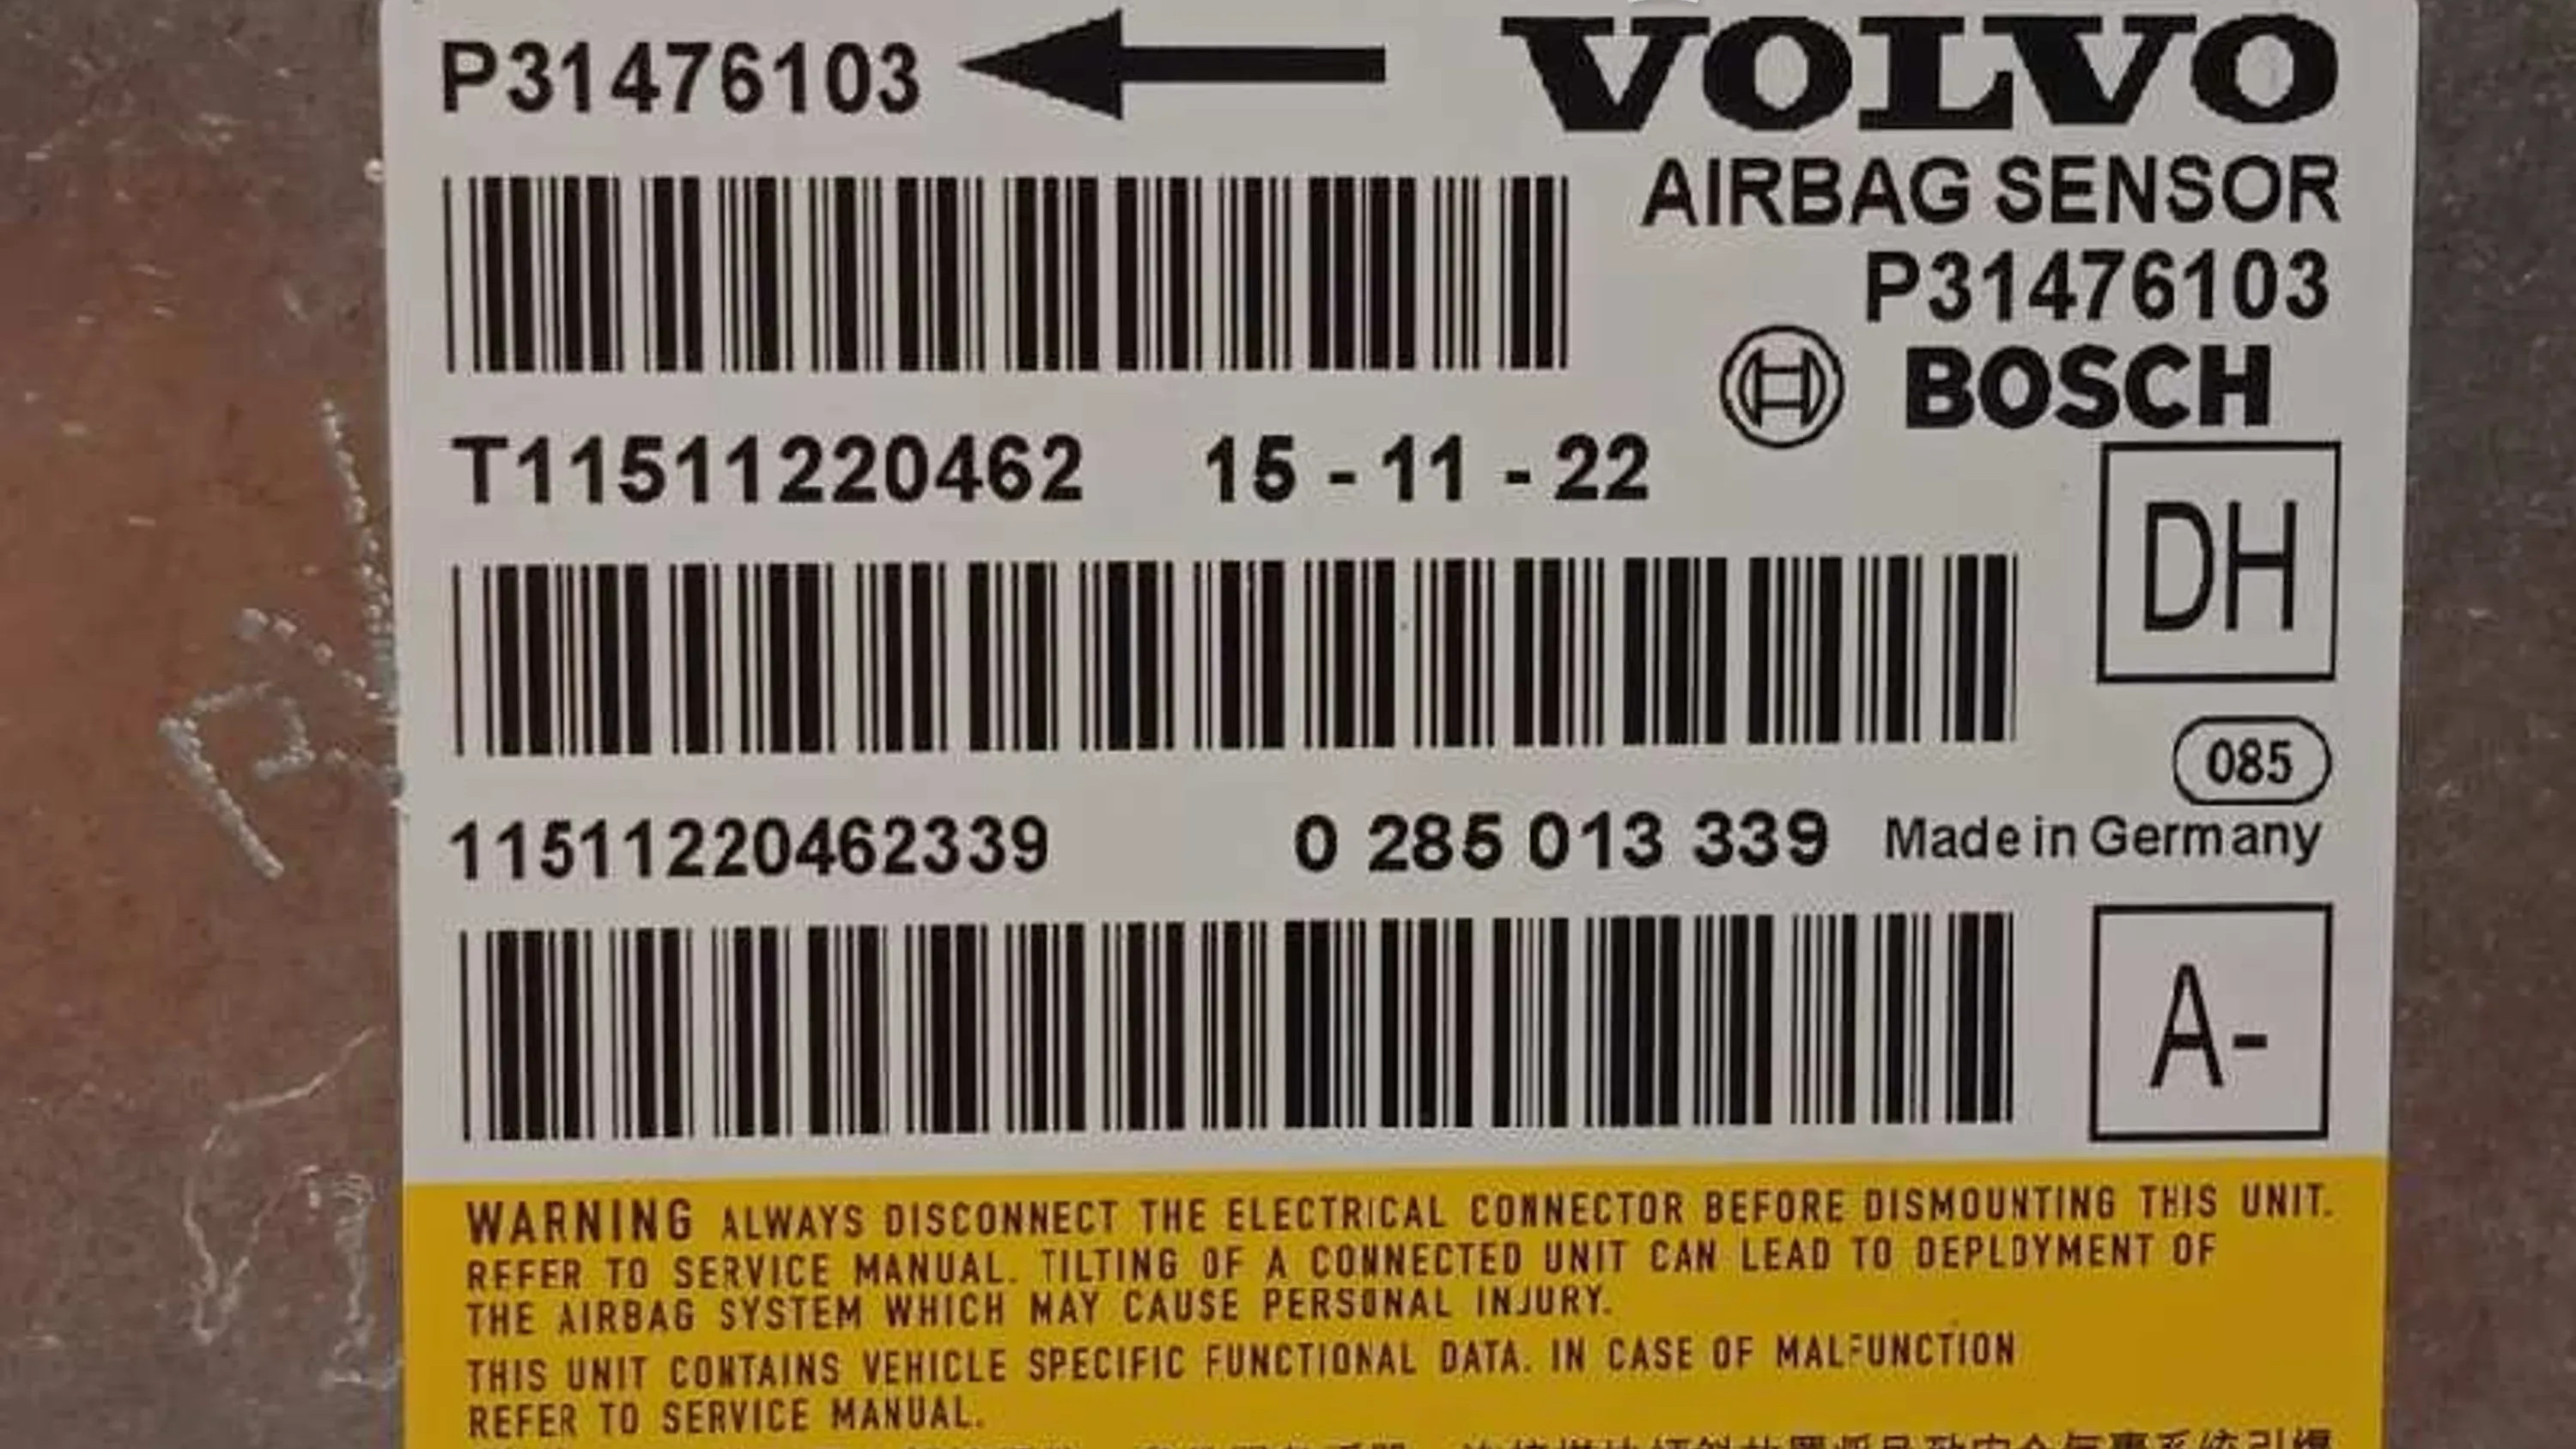 P31476103
VOLVO
AIRBAG SENSOR
P31476103
BOSCH
T11511220462 15 - 11 - 22
DH
085
11511220462339 0 285 013 339 Made in Germany
A-
WARNING ALWAYS DISCONNECT THE ELECTRICAL CONNECTOR BEFORE DISMOUNTING THIS UNIT.
REFER TO SERVICE MANUAL. TILTING OF A CONNECTED UNIT CAN LEAD TO DEPLOYMENT OF
THE AIRBAG SYSTEM WHICH MAY CAUSE PERSONAL INJURY.
THIS UNIT CONTAINS VEHICLE SPECIFIC FUNCTIONAL DATA. IN CASE OF MALFUNCTION
REFER TO SERVICE MANUAL.